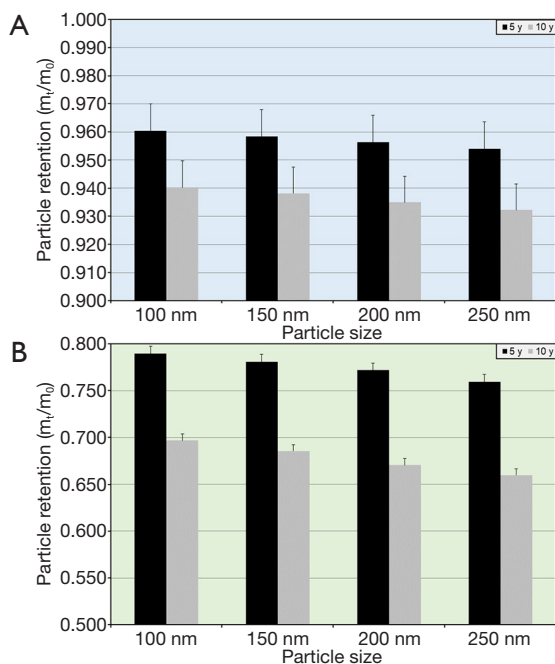 A
5 y 10 y
Particle retention (mt/m0)
1.000
0.990
0.980
0.970
0.960
0.950
0.940
0.930
0.920
0.910
0.900
100 nm 150 nm 200 nm 250 nm
Particle size
B
5 y 10 y
Particle retention (mt/m0)
0.800
0.750
0.700
0.650
0.600
0.550
0.500
100 nm 150 nm 200 nm 250 nm
Particle size